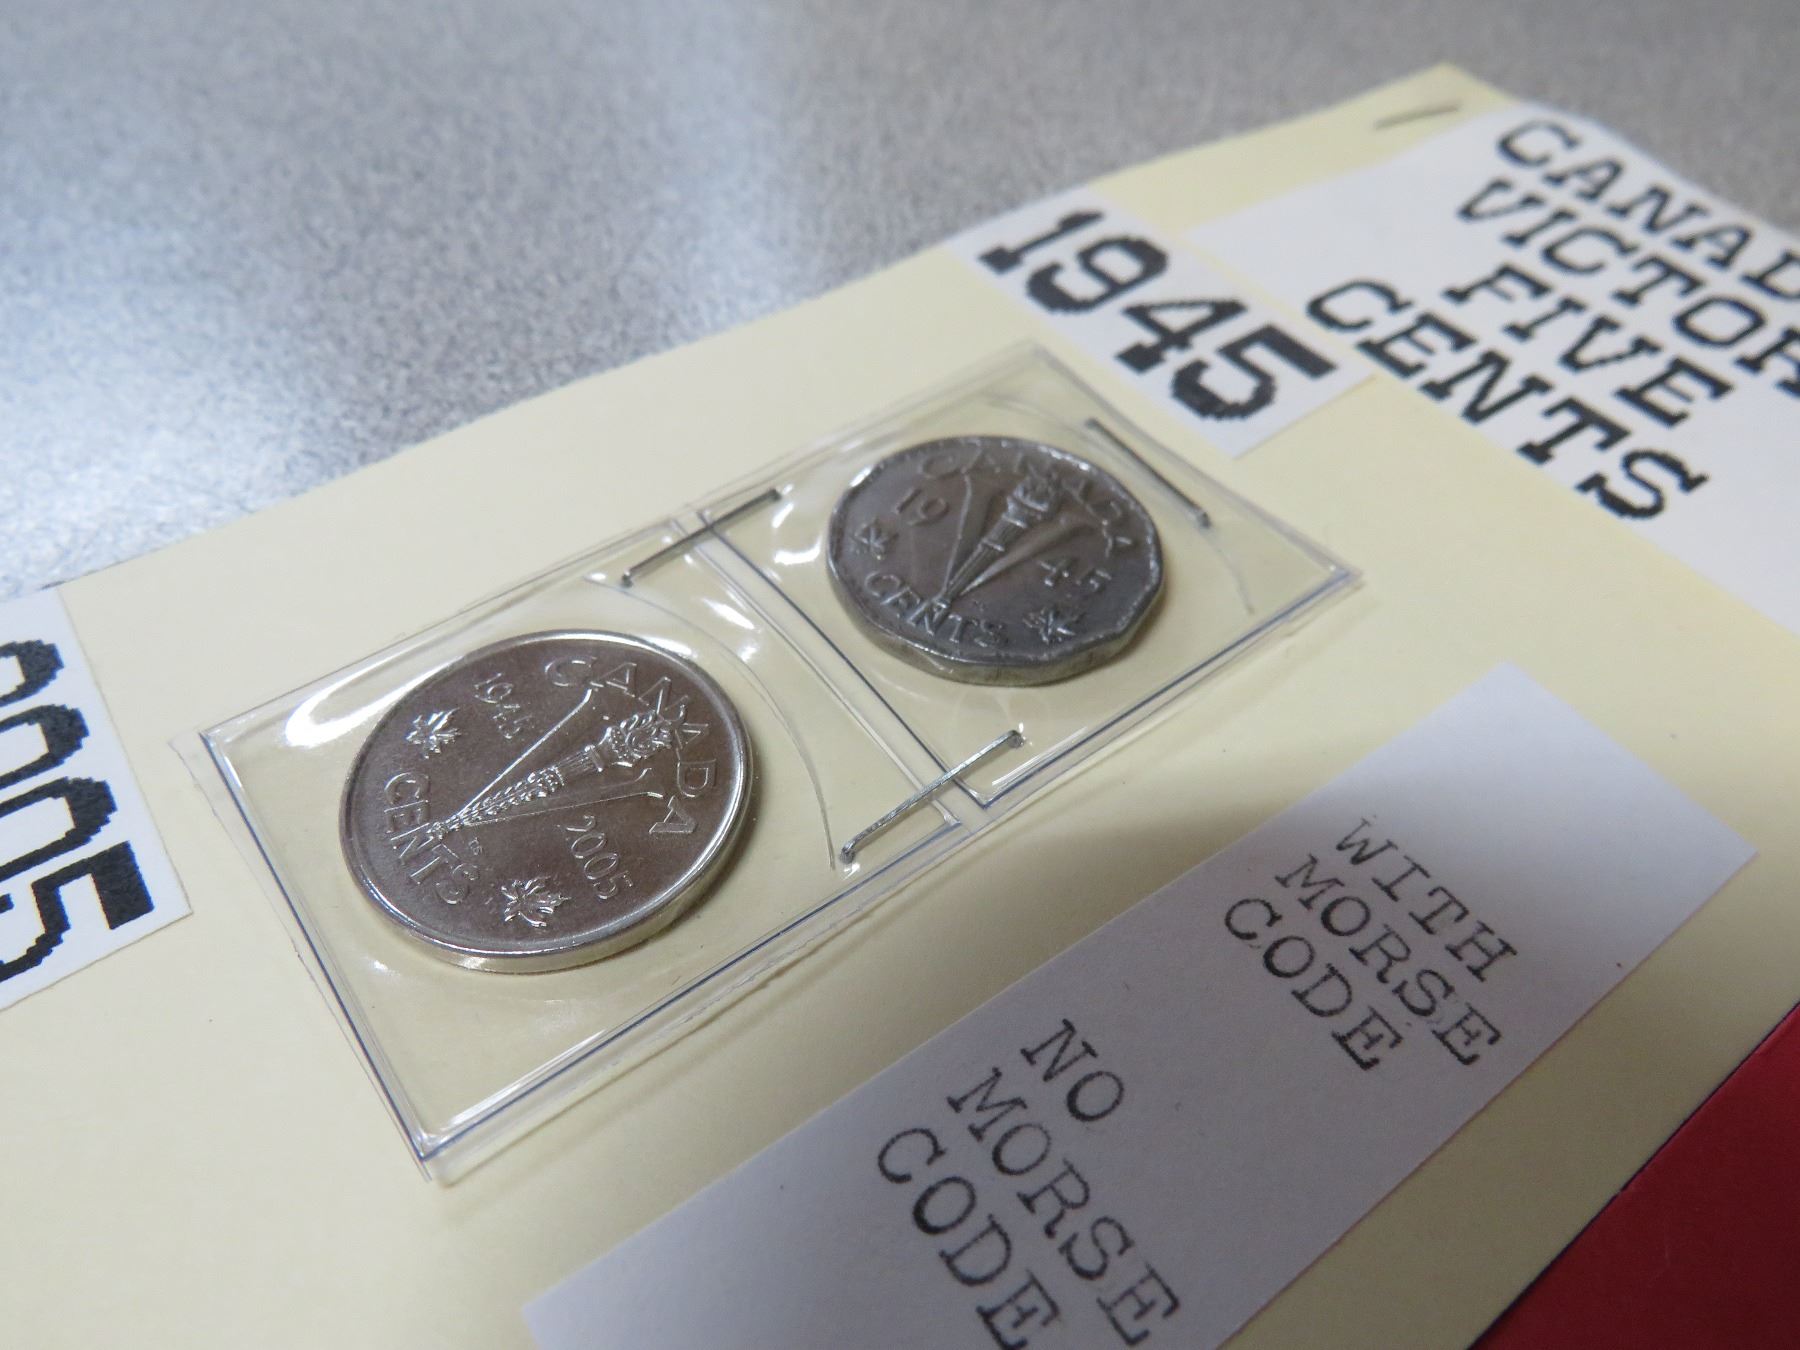 VICTOR
FIVE
CENTS
1945
2005
CANADA
19 45
CENTS
CANADA
1945
2005
CENTS
WITH
MORSE
CODE
NO
MORSE
CODE